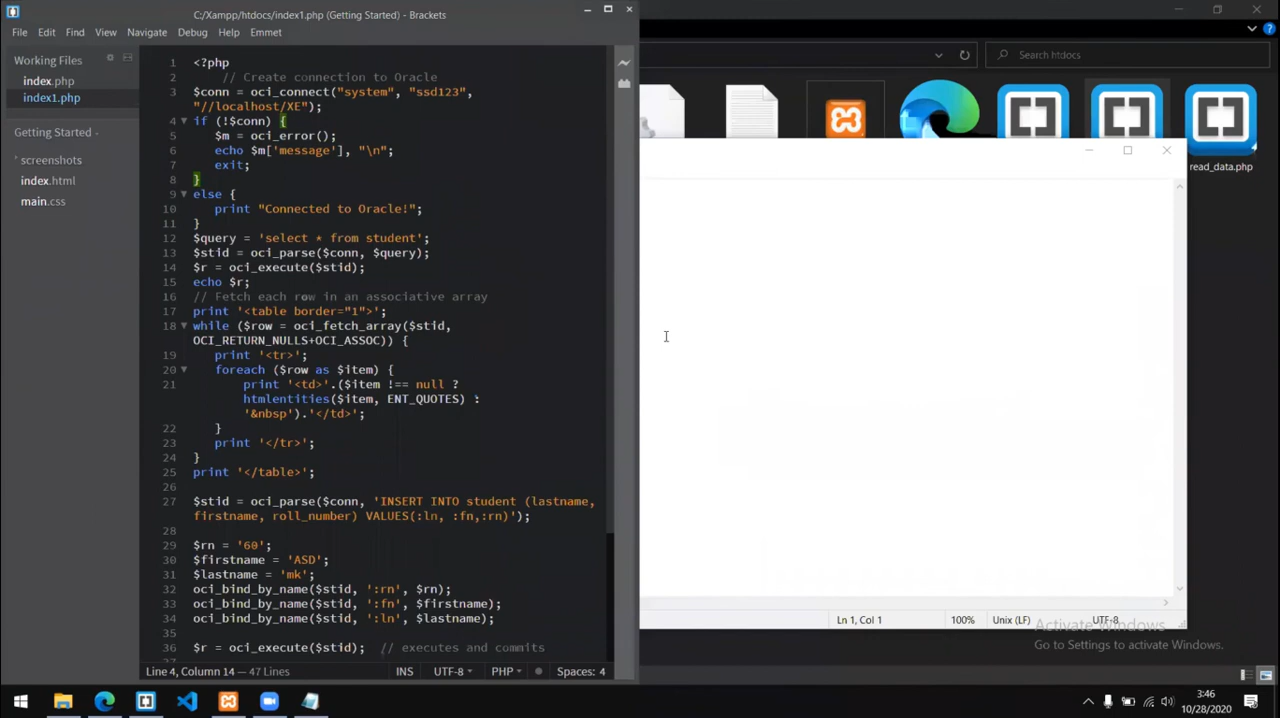 C:/Xampp/htdocs/index1.php (Getting Started) - Brackets
File Edit Find View Navigate Debug Help Emmet
Working Files
index.php
index1.php
Getting Started
screenshots
index.html
main.css
1 <?php
2 // Create connection to Oracle
3 $conn = oci_connect("system", "ssd123",
"//localhost/XE");
4 if (!$conn) {
5 $m = oci_error();
6 echo $m['message'], "\n";
7 exit;
8 }
9 else {
10 print "Connected to Oracle!";
11 }
12 $query = 'select * from student';
13 $stid = oci_parse($conn, $query);
14 $r = oci_execute($stid);
15 echo $r;
16 // Fetch each row in an associative array
17 print '<table border="1">';
18 while ($row = oci_fetch_array($stid,
OCI_RETURN_NULLS+OCI_ASSOC)) {
19 print '<tr>';
20 foreach ($row as $item) {
21 print '<td>'.($item !== null ?
htmlentities($item, ENT_QUOTES) :
'&nbsp').'</td>';
22 }
23 print '</tr>';
24 }
25 print '</table>';
26
27 $stid = oci_parse($conn, 'INSERT INTO student (lastname,
firstname, roll_number) VALUES(:ln, :fn,:rn)');
28
29 $rn = '60';
30 $firstname = 'ASD';
31 $lastname = 'mk';
32 oci_bind_by_name($stid, ':rn', $rn);
33 oci_bind_by_name($stid, ':fn', $firstname);
34 oci_bind_by_name($stid, ':ln', $lastname);
35
36 $r = oci_execute($stid); // executes and commits
37
Line 4, Column 14 — 47 Lines
INS UTF-8 PHP Spaces: 4
Search htdocs
read_data.php
Ln 1, Col 1 100% Unix (LF) UTF-8
Activate Windows
Go to Settings to activate Windows.
3:46
10/28/2020